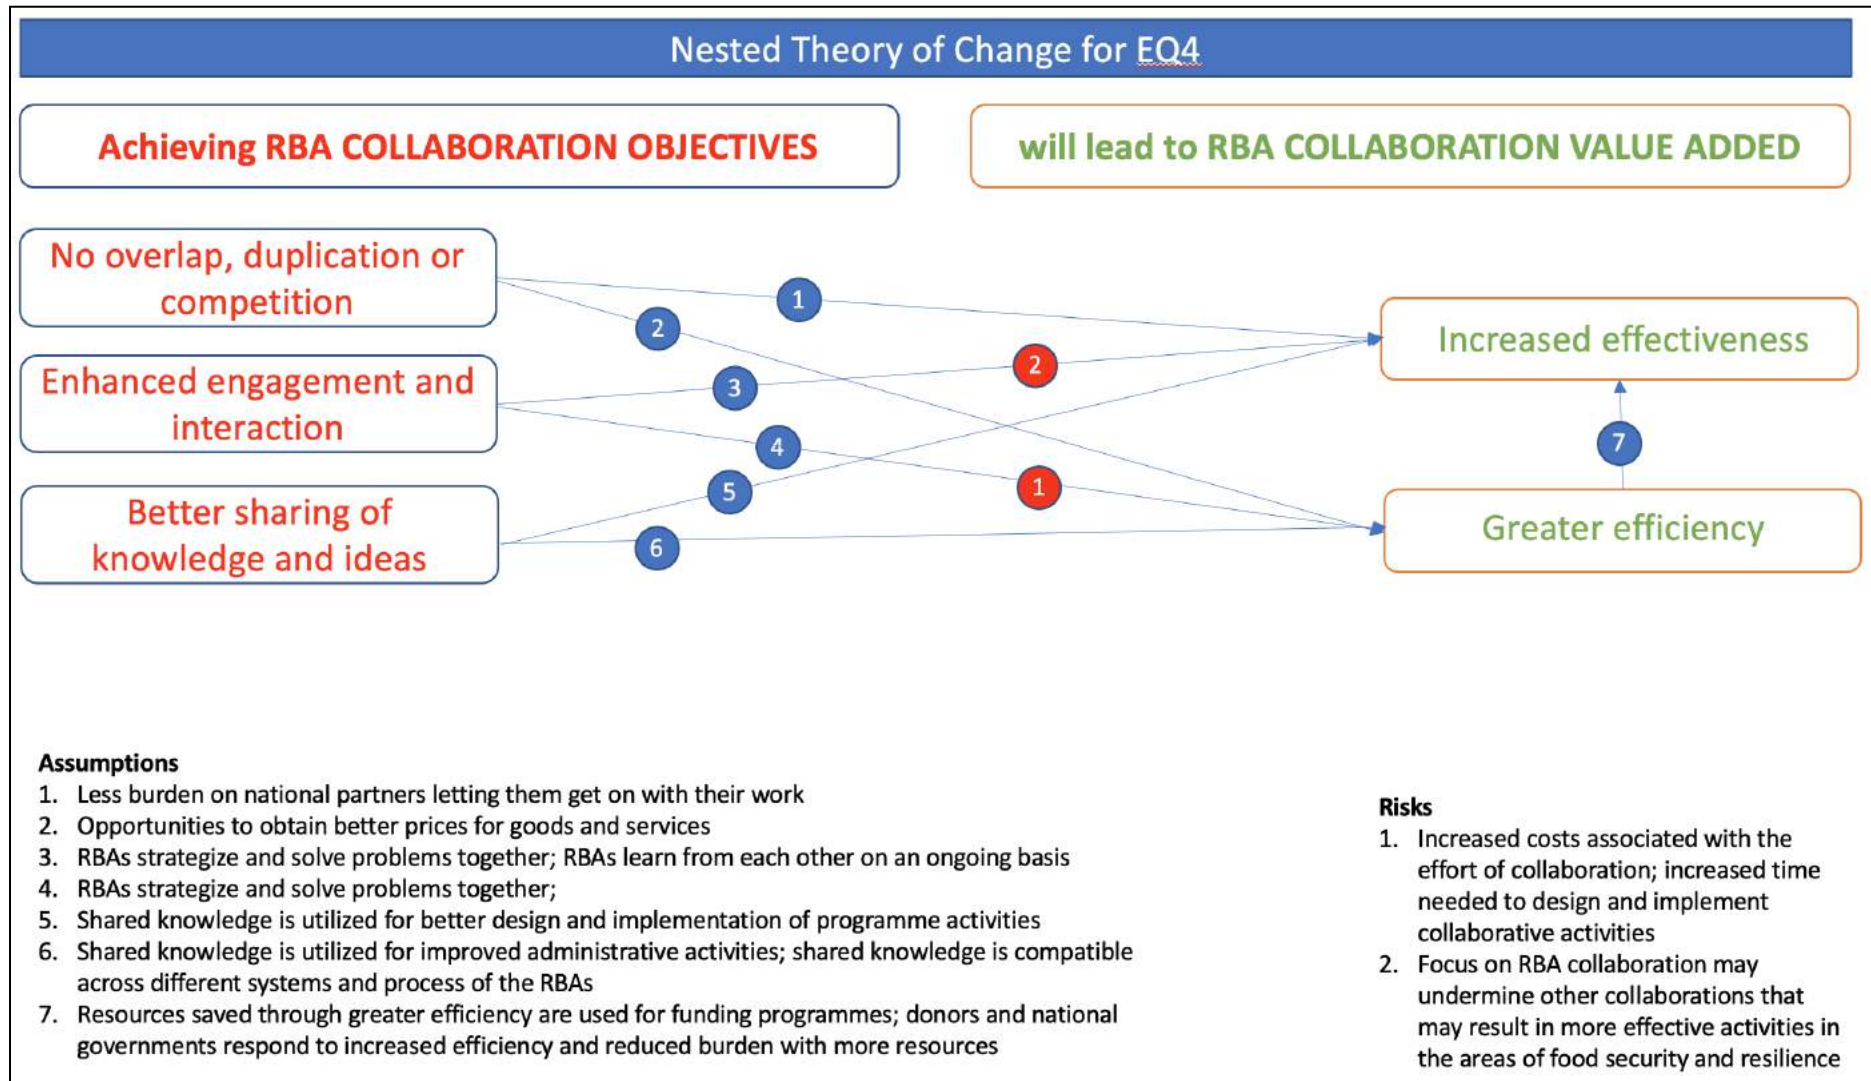 Nested Theory of Change for EQ4
Achieving RBA COLLABORATION OBJECTIVES
will lead to RBA COLLABORATION VALUE ADDED
No overlap, duplication or
competition
Enhanced engagement and
interaction
Better sharing of
knowledge and ideas
1
2
3
2
4
5
1
6
Increased effectiveness
7
Greater efficiency
Assumptions
1. Less burden on national partners letting them get on with their work
2. Opportunities to obtain better prices for goods and services
3. RBAs strategize and solve problems together; RBAs learn from each other on an ongoing basis
4. RBAs strategize and solve problems together;
5. Shared knowledge is utilized for better design and implementation of programme activities
6. Shared knowledge is utilized for improved administrative activities; shared knowledge is compatible
across different systems and process of the RBAs
7. Resources saved through greater efficiency are used for funding programmes; donors and national
governments respond to increased efficiency and reduced burden with more resources
Risks
1. Increased costs associated with the
effort of collaboration; increased time
needed to design and implement
collaborative activities
2. Focus on RBA collaboration may
undermine other collaborations that
may result in more effective activities in
the areas of food security and resilience